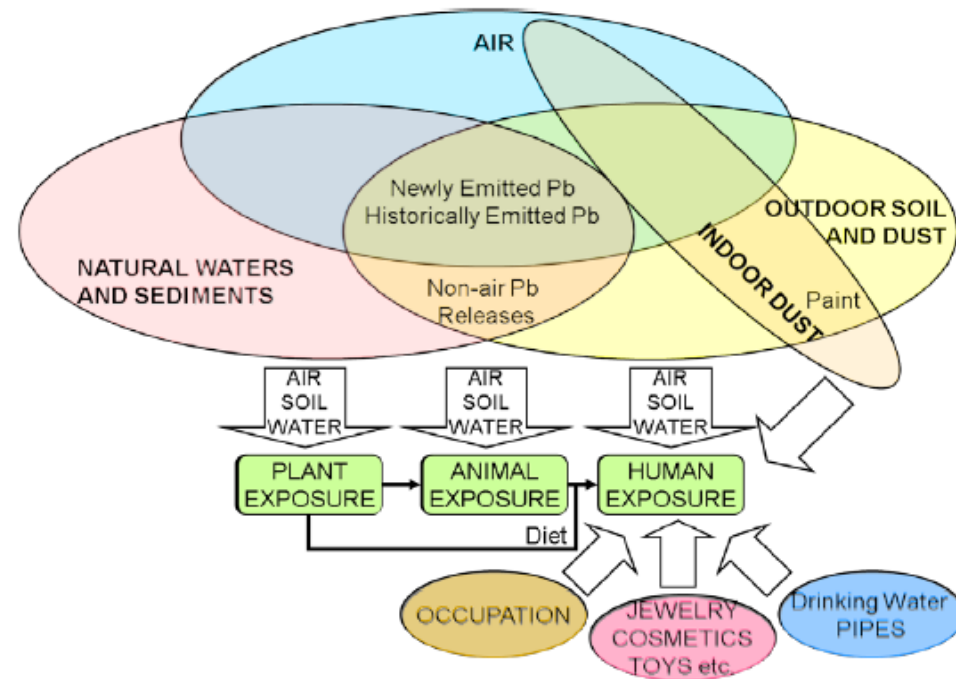 AIR
Newly Emitted Pb
Historically Emitted Pb
OUTDOOR SOIL
AND DUST
INDOOR DUST
NATURAL WATERS
AND SEDIMENTS
Non-air Pb
Releases
Paint
AIR
SOIL
WATER
AIR
SOIL
WATER
AIR
SOIL
WATER
PLANT
EXPOSURE
ANIMAL
EXPOSURE
HUMAN
EXPOSURE
Diet
OCCUPATION
JEWELRY
COSMETICS
TOYS etc.
Drinking Water
PIPES